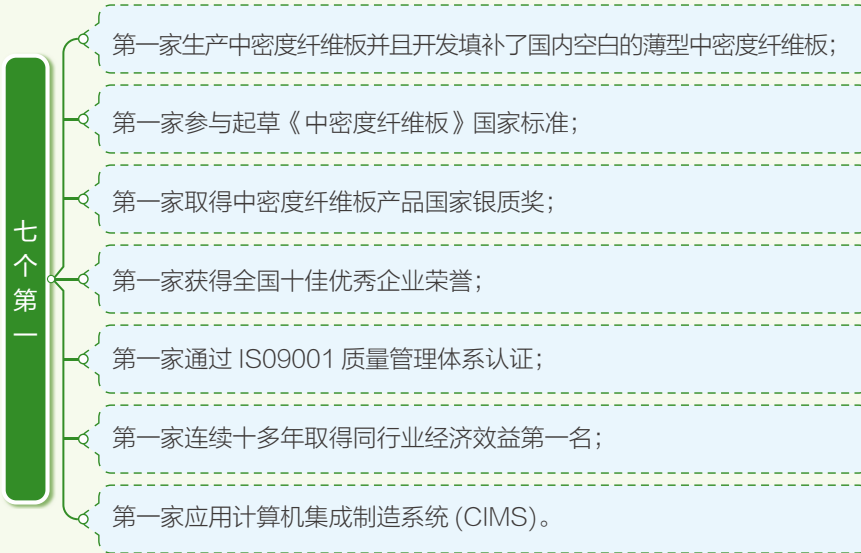 七个第一
第一家生产中密度纤维板并且开发填补了国内空白的薄型中密度纤维板；
第一家参与起草《中密度纤维板》国家标准；
第一家取得中密度纤维板产品国家银质奖；
第一家获得全国十佳优秀企业荣誉；
第一家通过 IS09001 质量管理体系认证；
第一家连续十多年取得同行业经济效益第一名；
第一家应用计算机集成制造系统 (CIMS)。